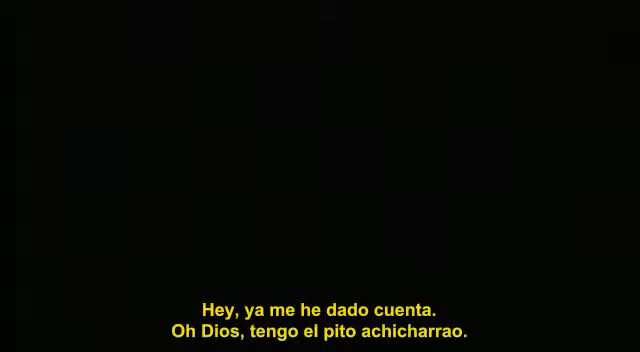 Hey, ya me he dado cuenta.
Oh Dios, tengo el pito achicharrao.